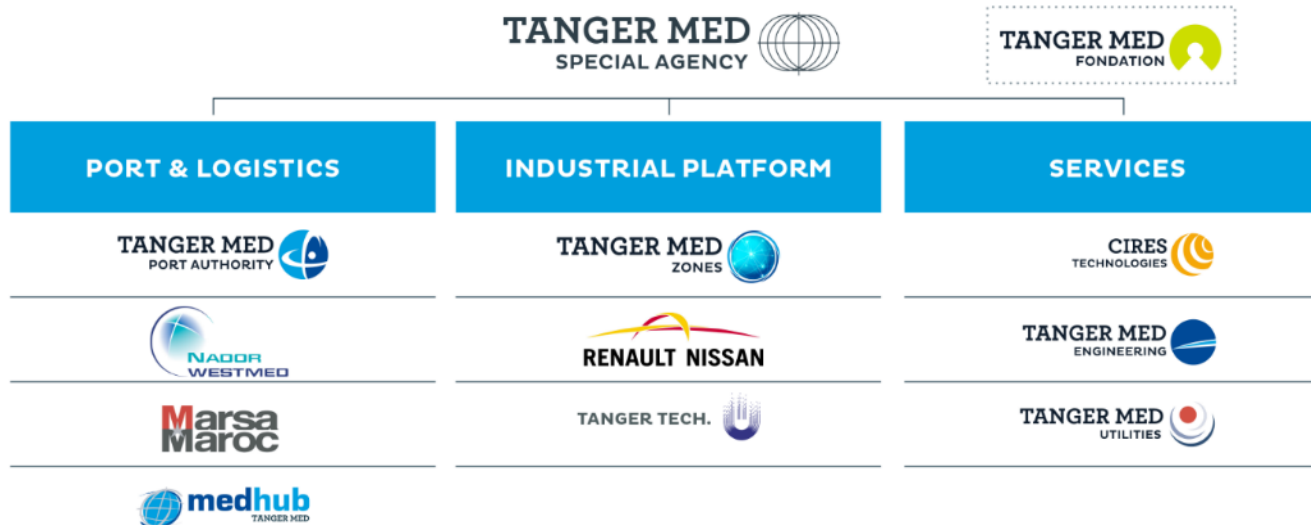 TANGER MED
SPECIAL AGENCY
TANGER MED
FONDATION
PORT & LOGISTICS
INDUSTRIAL PLATFORM
SERVICES
TANGER MED
PORT AUTHORITY
TANGER MED
ZONES
CIRES
TECHNOLOGIES
NADOR
WESTMED
RENAULT NISSAN
TANGER MED
ENGINEERING
Marsa
Maroc
TANGER TECH.
TANGER MED
UTILITIES
medhub
TANGER MED